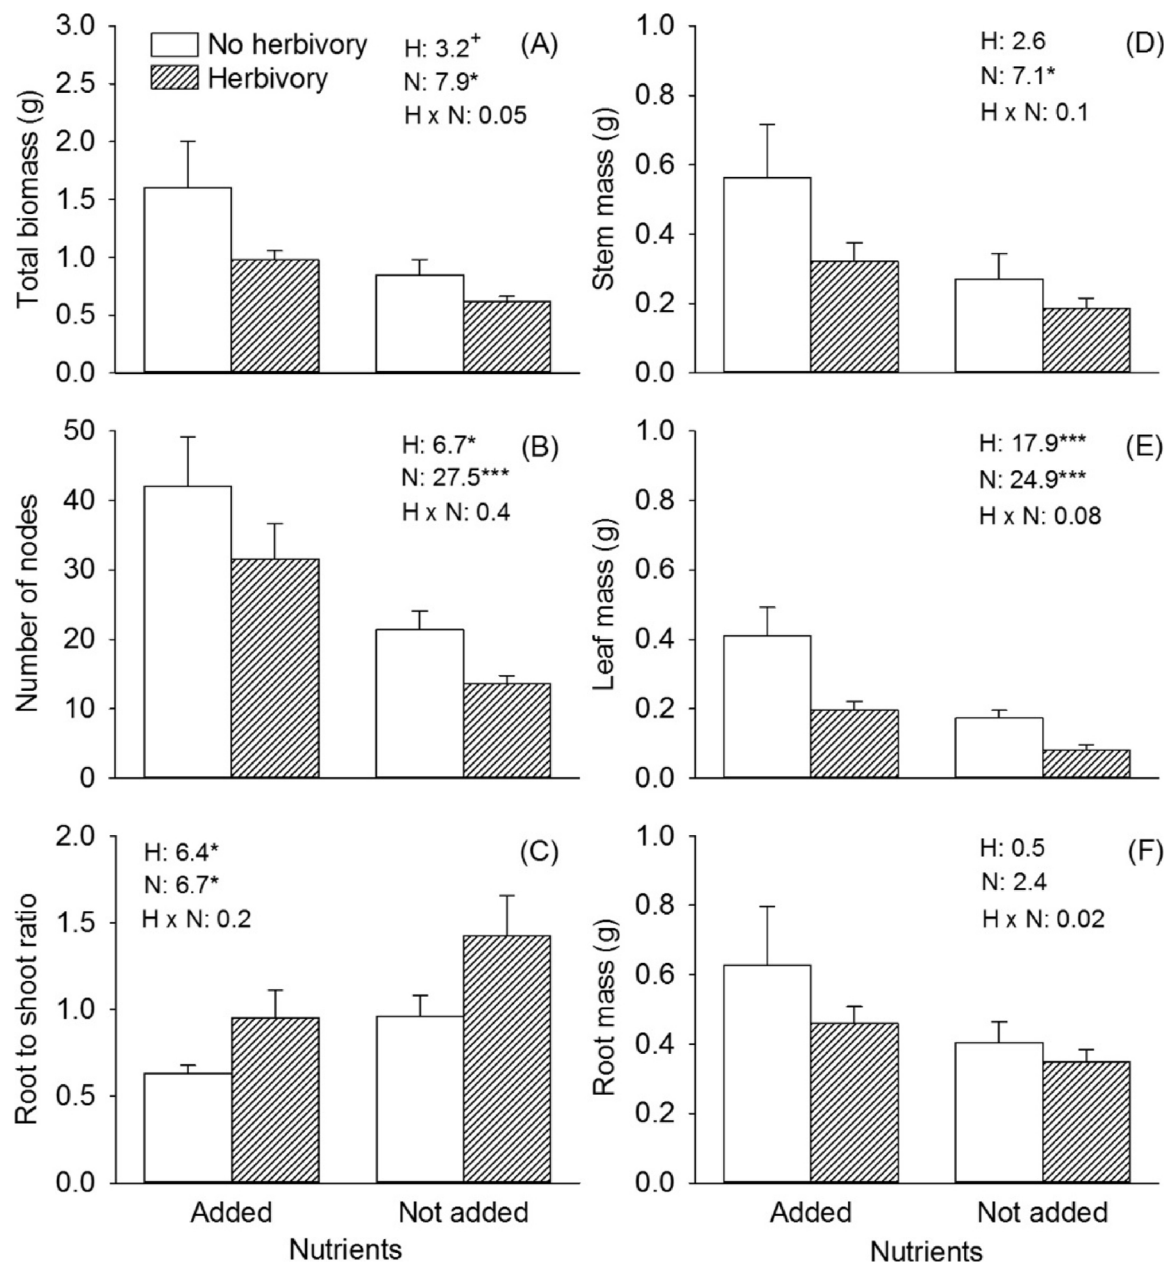 3.0
2.5
2.0
1.5
1.0
0.5
0.0
Total biomass (g)
No herbivory
Herbivory
H: 3.2+
N: 7.9*
H x N: 0.05
(A)
1.0
0.8
0.6
0.4
0.2
0.0
Stem mass (g)
H: 2.6
N: 7.1*
H x N: 0.1
(D)
50
40
30
20
10
0
Number of nodes
H: 6.7*
N: 27.5***
H x N: 0.4
(B)
1.0
0.8
0.6
0.4
0.2
0.0
Leaf mass (g)
H: 17.9***
N: 24.9***
H x N: 0.08
(E)
2.0
1.5
1.0
0.5
0.0
Root to shoot ratio
H: 6.4*
N: 6.7*
H x N: 0.2
(C)
Added
Not added
Nutrients
1.0
0.8
0.6
0.4
0.2
0.0
Root mass (g)
H: 0.5
N: 2.4
H x N: 0.02
(F)
Added
Not added
Nutrients